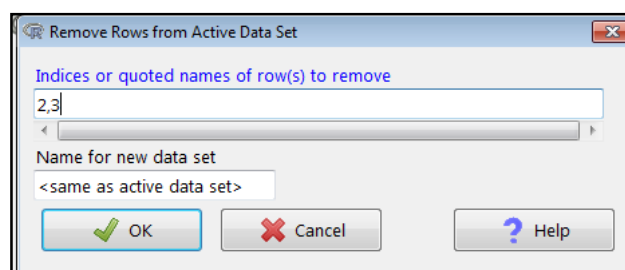 Remove Rows from Active Data Set
Indices or quoted names of row(s) to remove
2,3
Name for new data set
<same as active data set>
OK Cancel Help